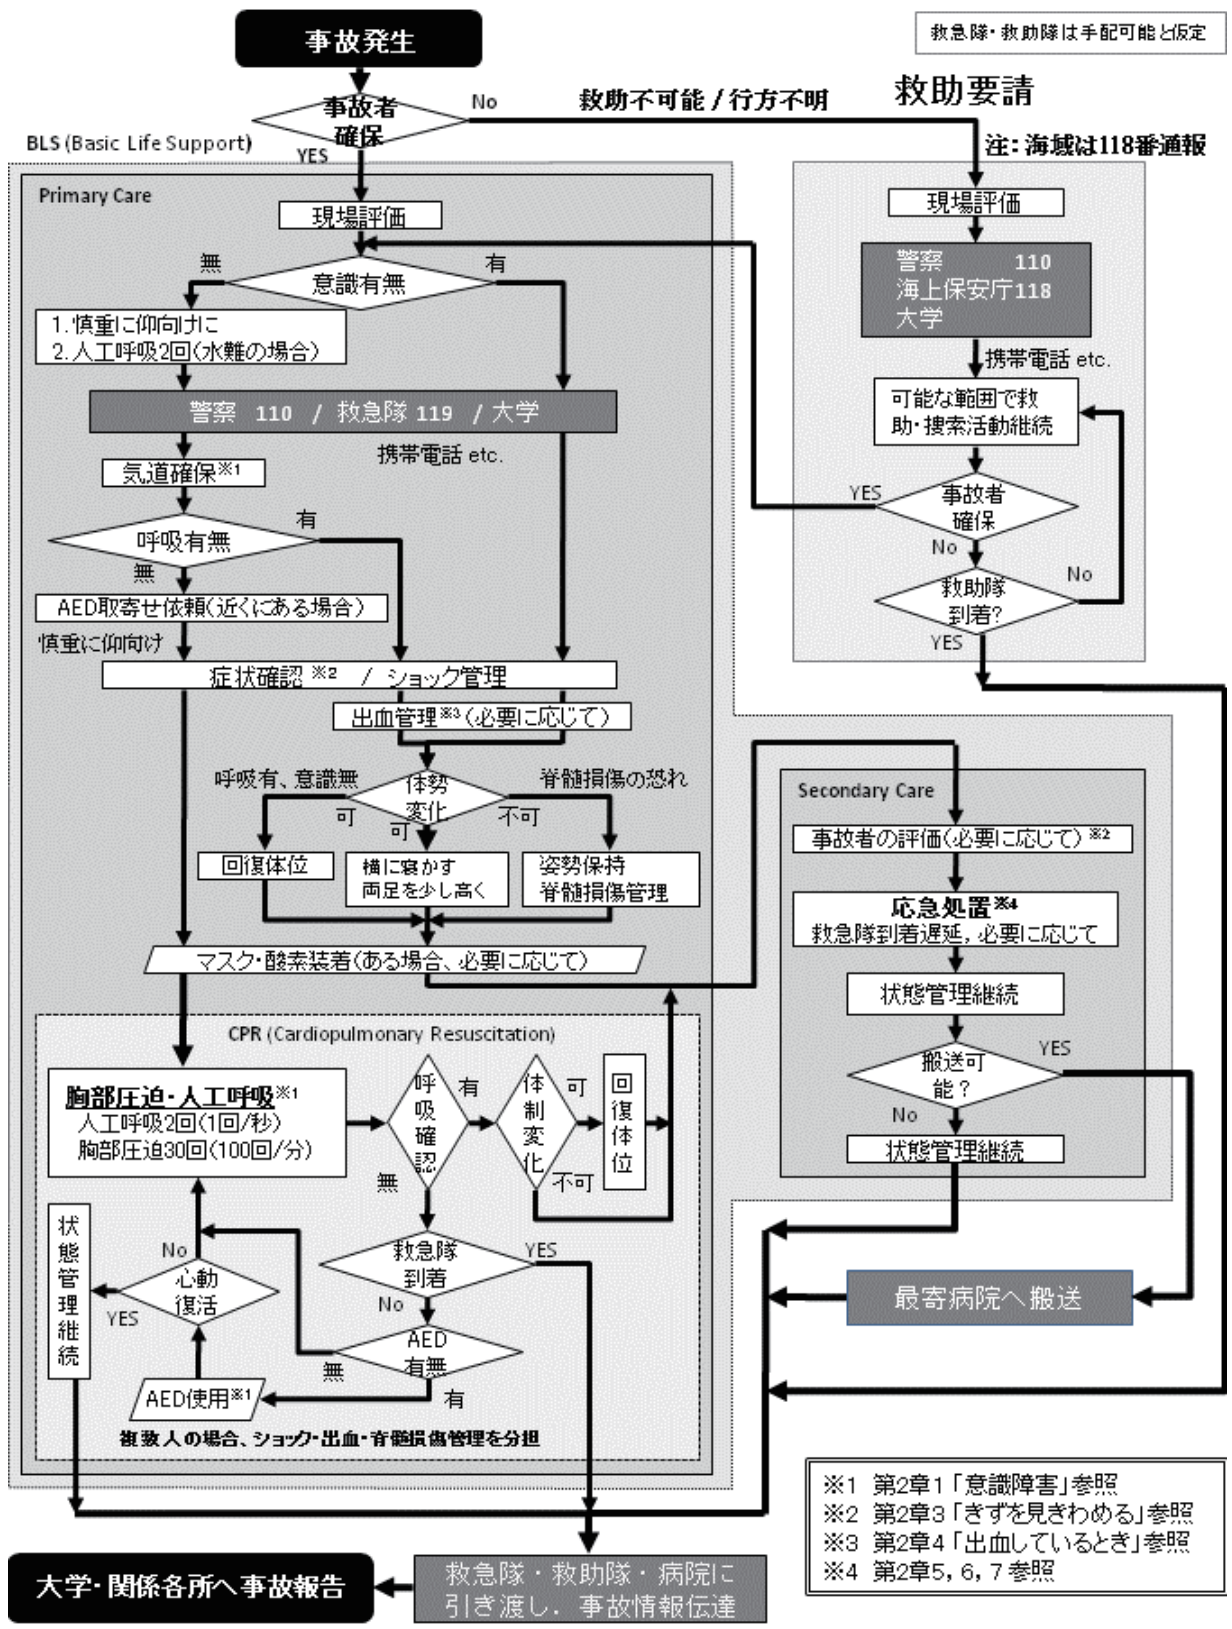 事故発生
救急隊・救助隊は手配可能と仮定
事故者
確保
No
救助不可能 / 行方不明
救助要請
BLS (Basic Life Support)
YES
注：海域は118番通報
Primary Care
現場評価
無
有
意識有無
1.慎重に仰向けに
2.人工呼吸2回(水難の場合)
警察 110 / 救急隊 119 / 大学
携帯電話 etc.
気道確保※1
有
呼吸有無
無
AED取寄せ依頼(近くにある場合)
慎重に仰向け
症状確認※2 / ショック管理
出血管理※3(必要に応じて)
呼吸有、意識無
体勢
変化
脊髄損傷の恐れ
可
可
不可
回復体位
横に寝かす
両足を少し高く
姿勢保持
脊髄損傷管理
マスク・酸素装着(ある場合、必要に応じて)
現場評価
警察 110
海上保安庁118
大学
携帯電話 etc.
可能な範囲で救
助・捜索活動継続
YES
事故者
確保
No
救助隊
到着?
No
YES
Secondary Care
事故者の評価(必要に応じて)※2
応急処置※4
救急隊到着遅延, 必要に応じて
状態管理継続
搬送可
能？
YES
No
状態管理継続
最寄病院へ搬送
CPR (Cardiopulmonary Resuscitation)
胸部圧迫・人工呼吸※1
人工呼吸2回(1回/秒)
胸部圧迫30回(100回/分)
呼吸確認
有
無
体制変化
可
不可
回復体位
救急隊
到着
YES
No
AED
有無
無
有
AED使用※1
心動
復活
No
YES
状態管理継続
複数人の場合、ショック・出血・脊髄損傷管理を分担
※1 第2章1「意識障害」参照
※2 第2章3「きずを見きわめる」参照
※3 第2章4「出血しているとき」参照
※4 第2章5, 6, 7 参照
救急隊・救助隊・病院に
引き渡し．事故情報伝達
大学・関係各所へ事故報告